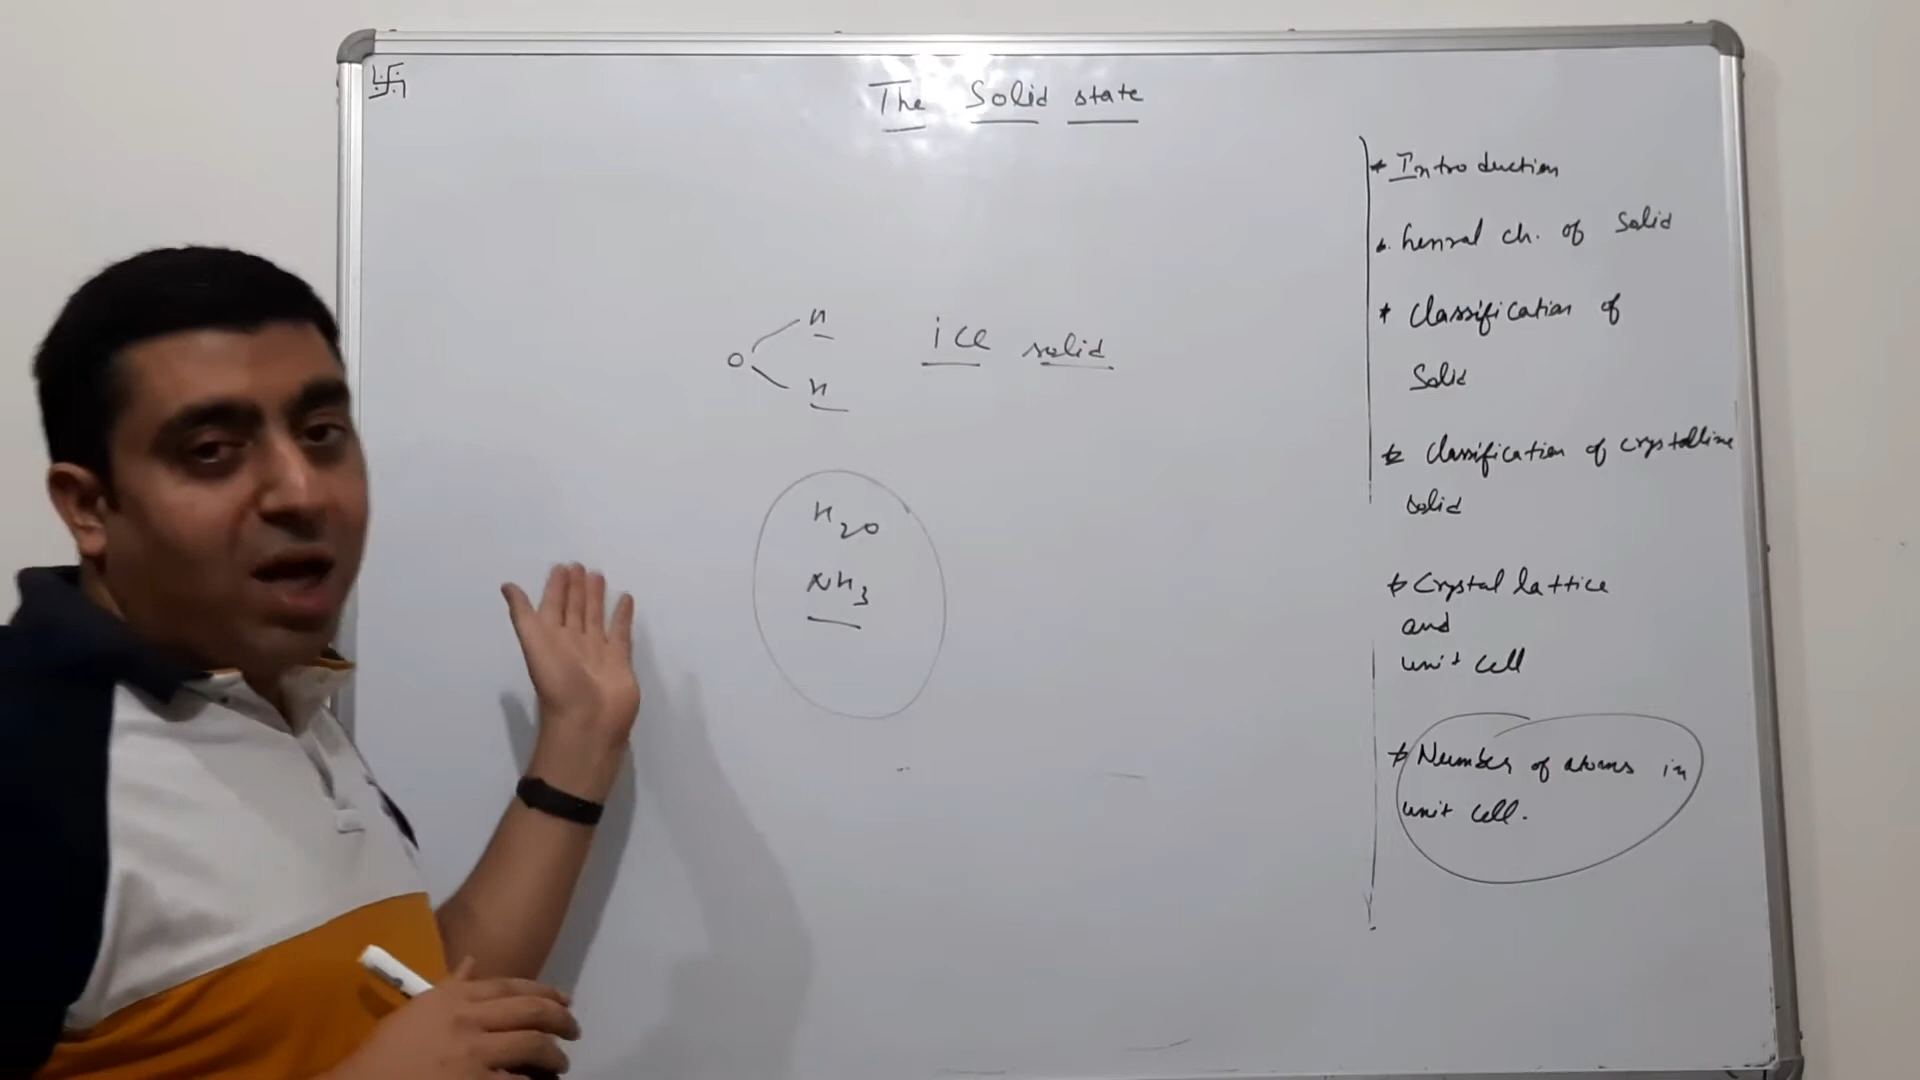 卐
The Solid state
* Introduction
* General ch. of Solid
* Classification of
Solid
* Classification of crystalline
solid
* Crystal lattice
and
unit cell
* Number of atoms in
unit cell.
H
O
H
ice solid
H2O
NH3